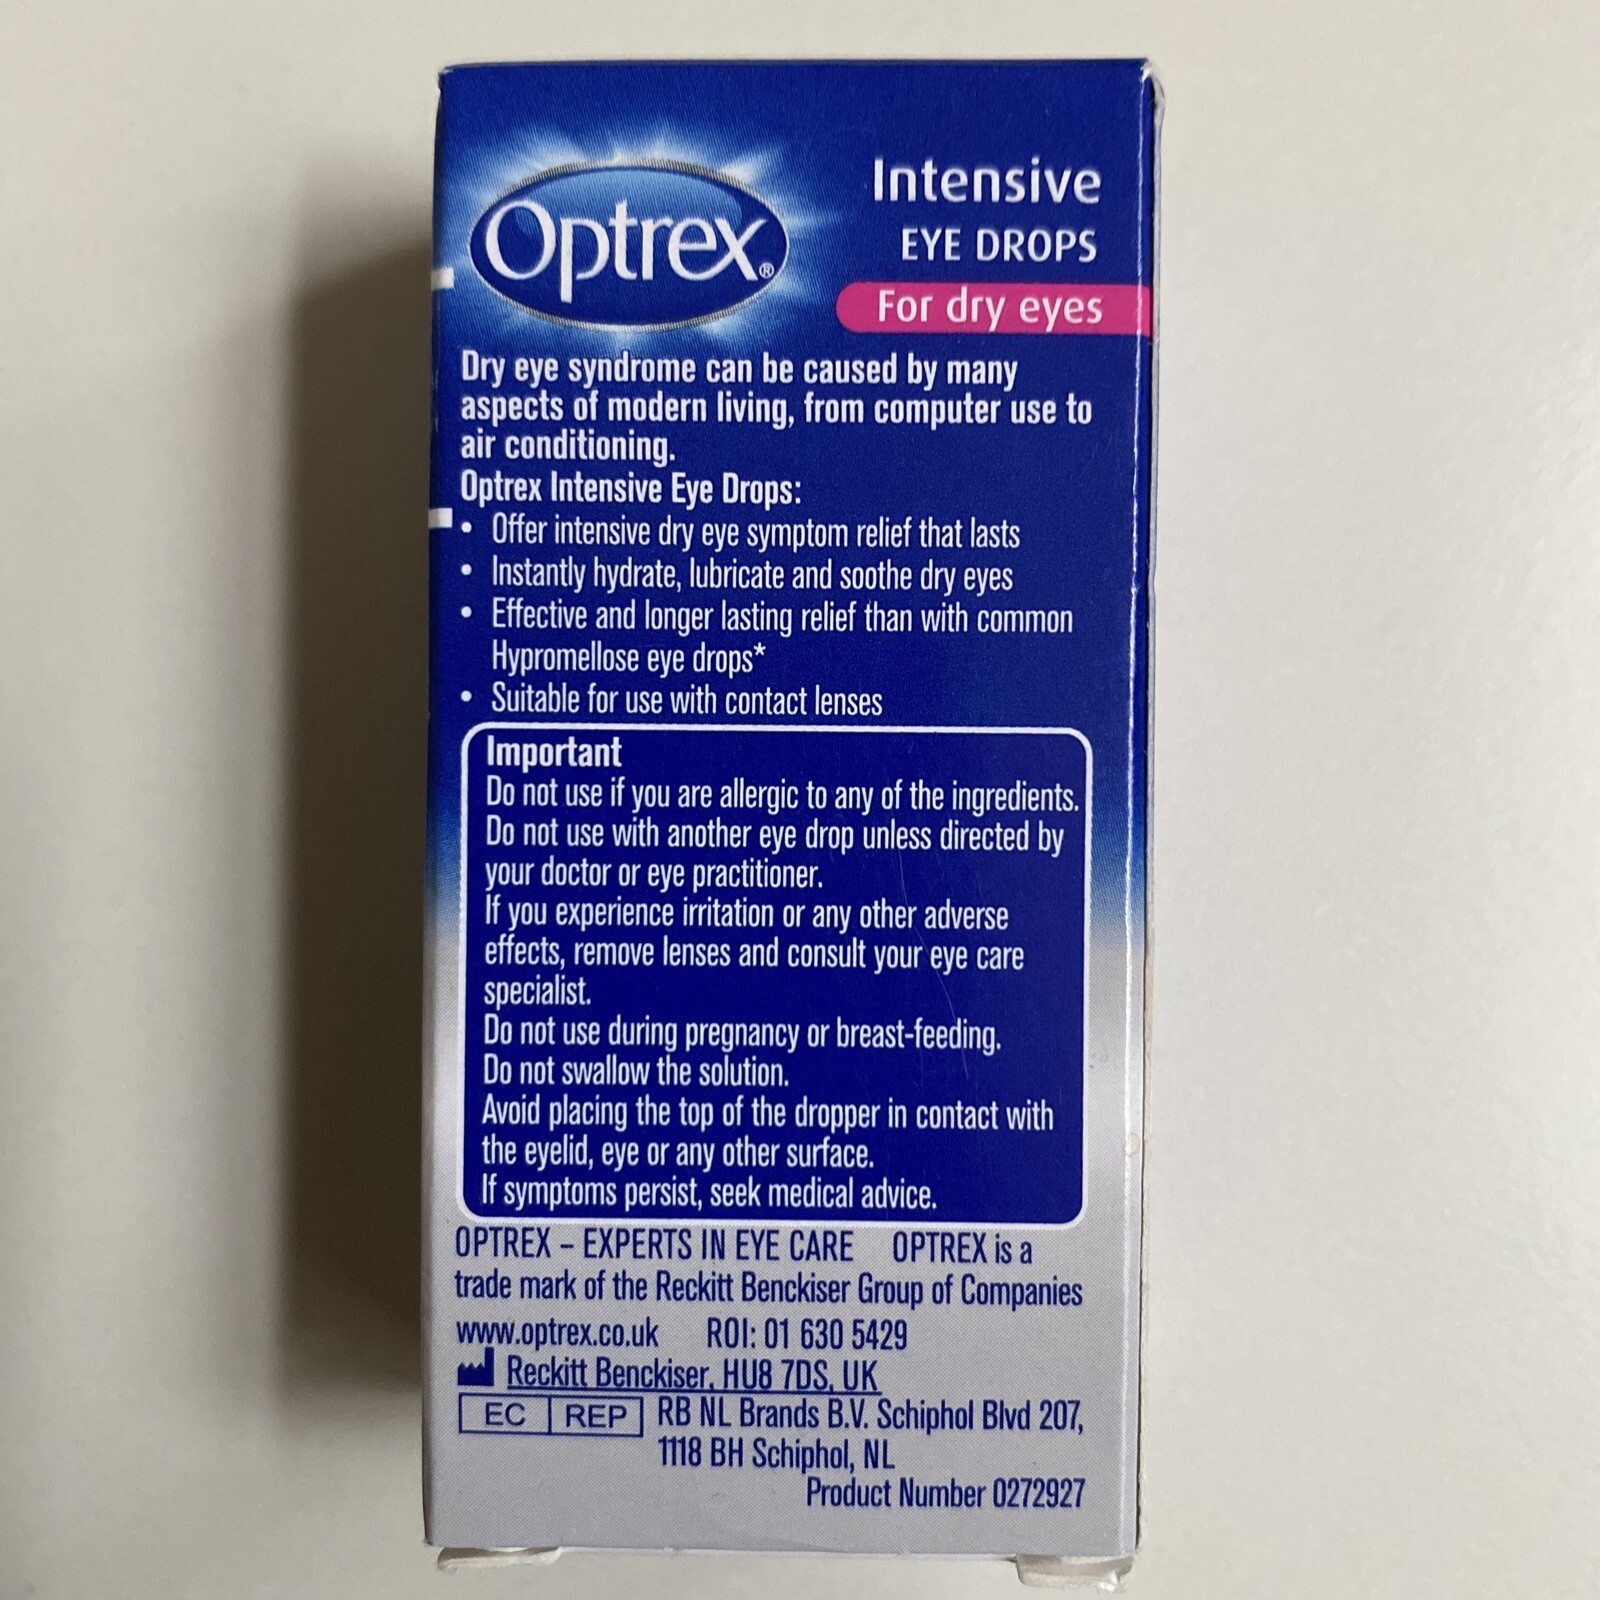 Optrex®
Intensive
EYE DROPS
For dry eyes
Dry eye syndrome can be caused by many
aspects of modern living, from computer use to
air conditioning.
Optrex Intensive Eye Drops:
• Offer intensive dry eye symptom relief that lasts
• Instantly hydrate, lubricate and soothe dry eyes
• Effective and longer lasting relief than with common
Hypromellose eye drops*
• Suitable for use with contact lenses
Important
Do not use if you are allergic to any of the ingredients.
Do not use with another eye drop unless directed by
your doctor or eye practitioner.
If you experience irritation or any other adverse
effects, remove lenses and consult your eye care
specialist.
Do not use during pregnancy or breast-feeding.
Do not swallow the solution.
Avoid placing the top of the dropper in contact with
the eyelid, eye or any other surface.
If symptoms persist, seek medical advice.
OPTREX – EXPERTS IN EYE CARE OPTREX is a
trade mark of the Reckitt Benckiser Group of Companies
www.optrex.co.uk ROI: 01 630 5429
Reckitt Benckiser, HU8 7DS, UK
EC REP RB NL Brands B.V. Schiphol Blvd 207,
1118 BH Schiphol, NL
Product Number 0272927